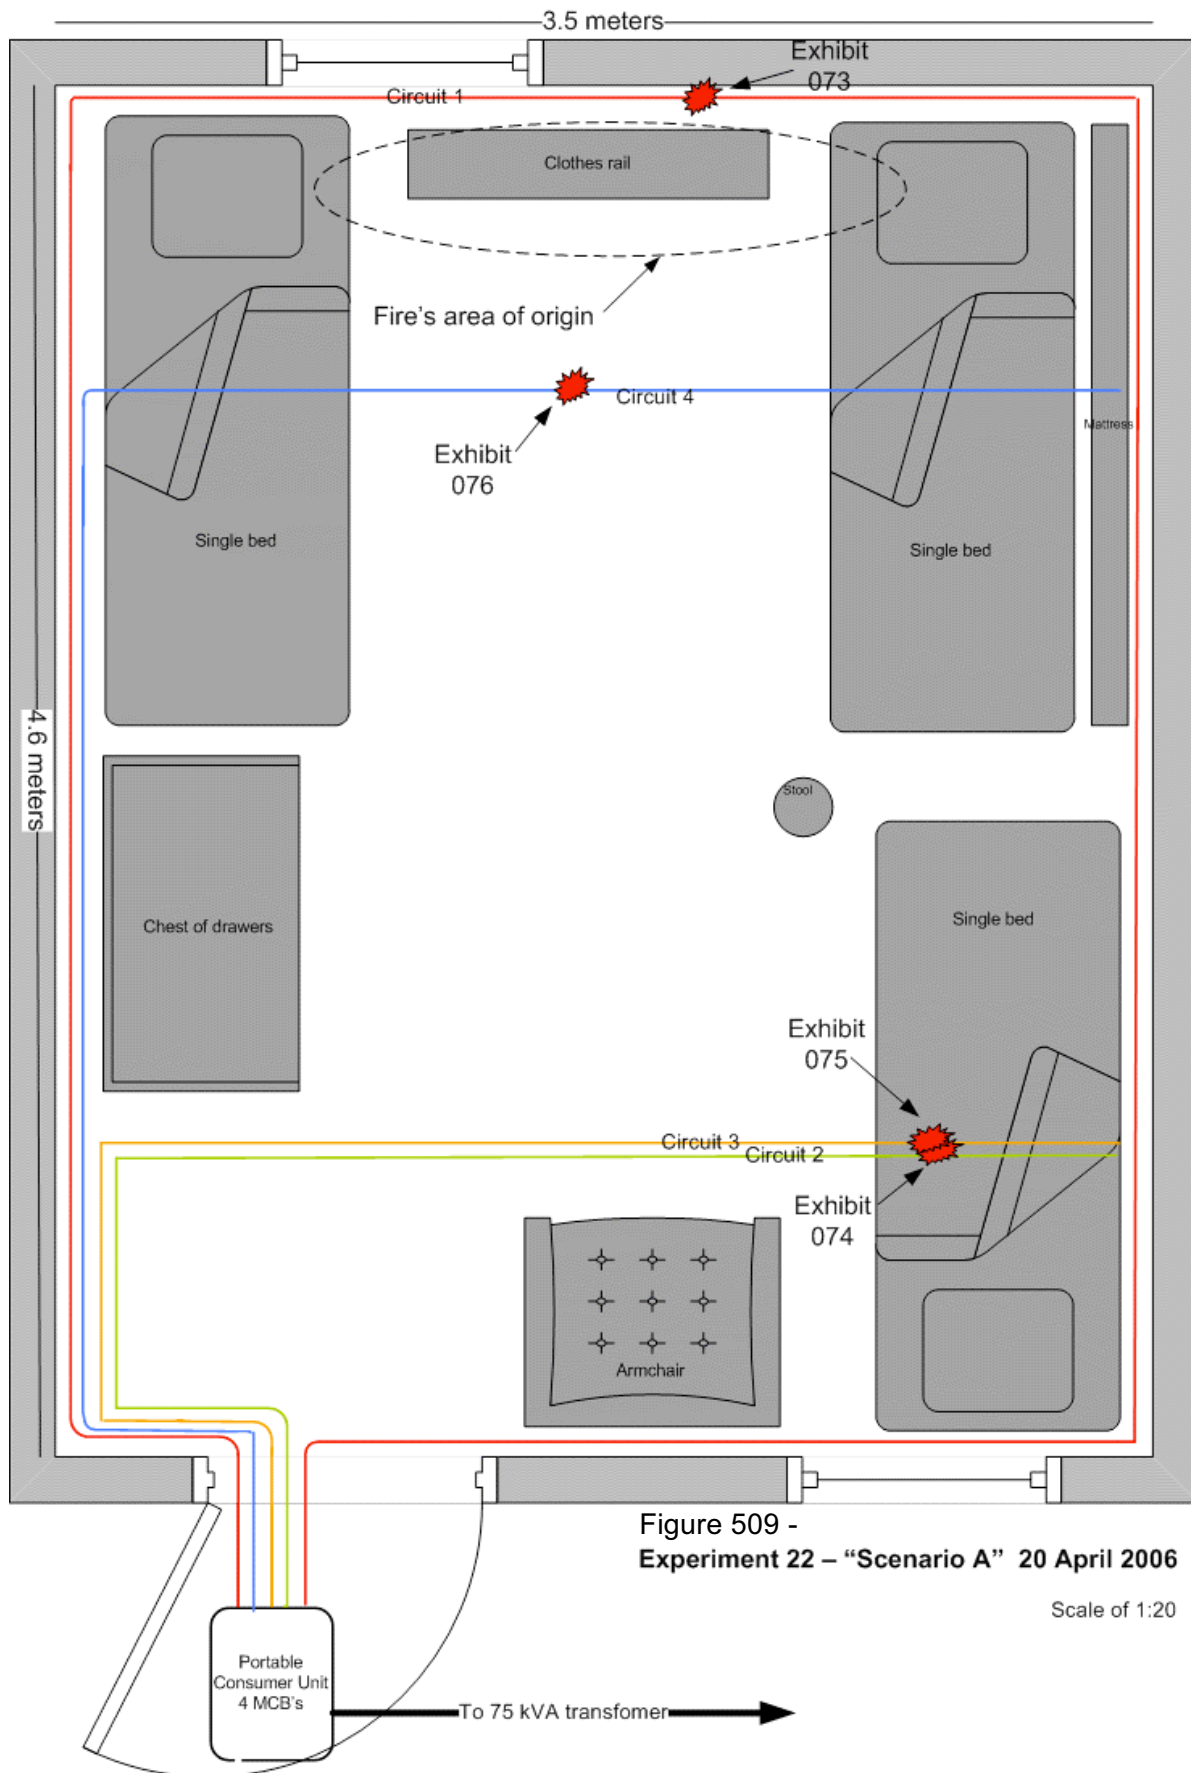 3.5 meters
Exhibit
073
Circuit 1
Clothes rail
Fire's area of origin
Circuit 4
Exhibit
076
Mattress
Single bed
Single bed
4.6 meters
Stool
Chest of drawers
Single bed
Exhibit
075
Circuit 3
Circuit 2
Exhibit
074
Armchair
Figure 509 -
Experiment 22 – “Scenario A” 20 April 2006
Scale of 1:20
Portable
Consumer Unit
4 MCB's
To 75 kVA transfomer